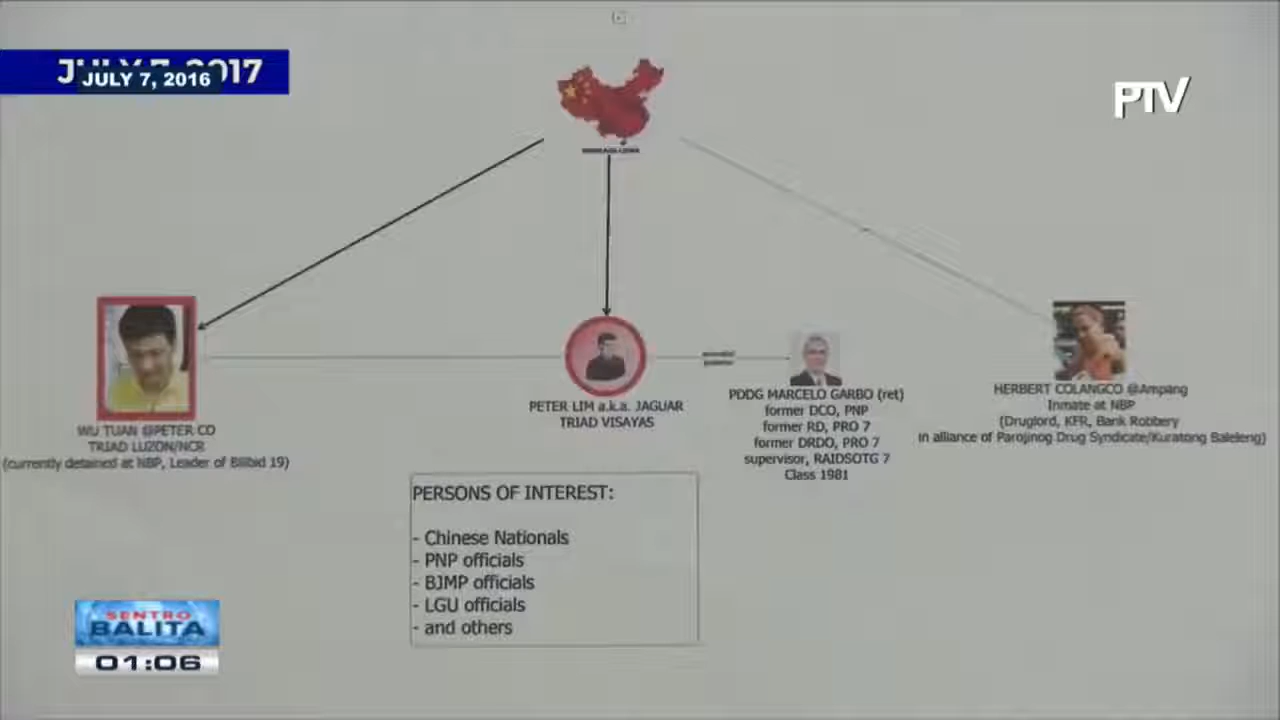 JULY 7, 2017
JULY 7, 2016
PTV
WU TUAN @PETER CO
TRIAD LUZON/NCR
(currently detained at NBP, Leader of Bilibid 19)
PETER LIM a.k.a. JAGUAR
TRIAD VISAYAS
PDDG MARCELO GARBO (ret)
former DCO, PNP
former RD, PRO 7
former DRDO, PRO 7
supervisor, RAIDSOTG 7
Class 1981
HERBERT COLANGCO @Ampang
Inmate at NBP
(Druglord, KFR, Bank Robbery
in alliance of Parojinog Drug Syndicate/Kuratong Baleleng)
PERSONS OF INTEREST:
- Chinese Nationals
- PNP officials
- BJMP officials
- LGU officials
- and others
SENTRO
BALITA
01:06